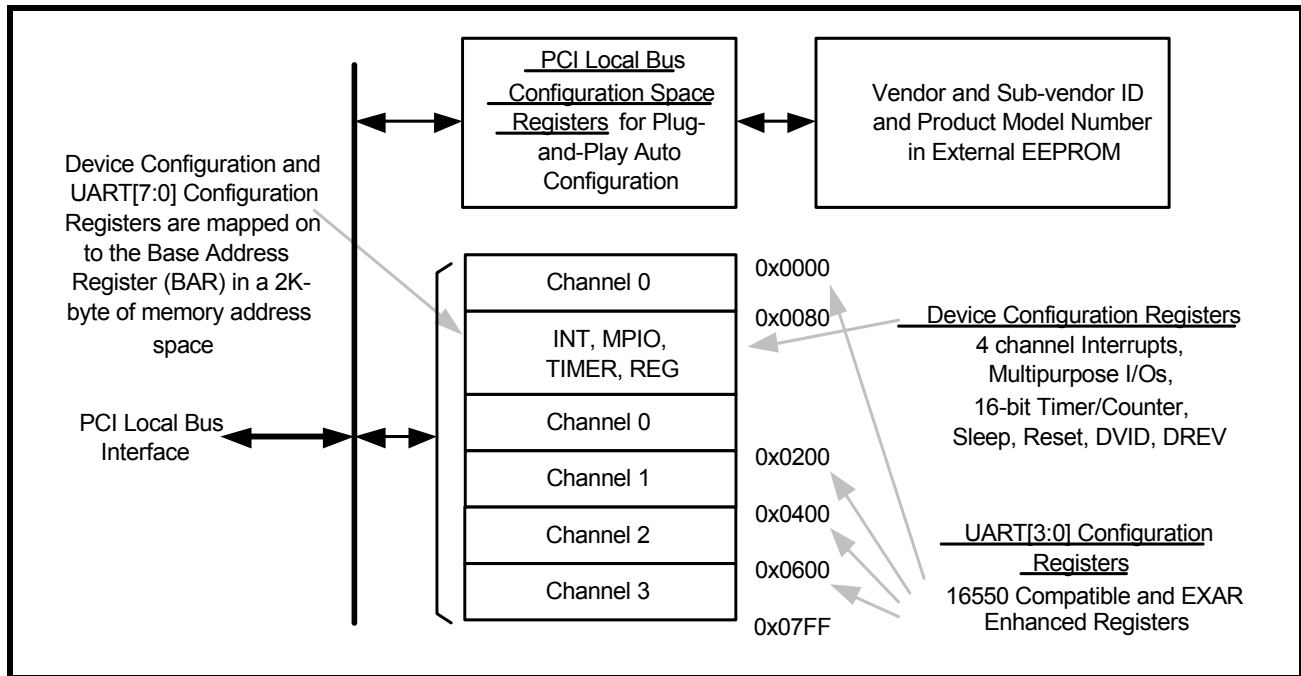 PCI Local Bus
Configuration Space
Registers for Plug-
and-Play Auto
Configuration
Vendor and Sub-vendor ID
and Product Model Number
in External EEPROM
Device Configuration and
UART[7:0] Configuration
Registers are mapped on
to the Base Address
Register (BAR) in a 2K-
byte of memory address
space
PCI Local Bus
Interface
Channel 0
INT, MPIO,
TIMER, REG
Channel 0
Channel 1
Channel 2
Channel 3
0x0000
0x0080
0x0200
0x0400
0x0600
0x07FF
Device Configuration Registers
4 channel Interrupts,
Multipurpose I/Os,
16-bit Timer/Counter,
Sleep, Reset, DVID, DREV
UART[3:0] Configuration
Registers
16550 Compatible and EXAR
Enhanced Registers